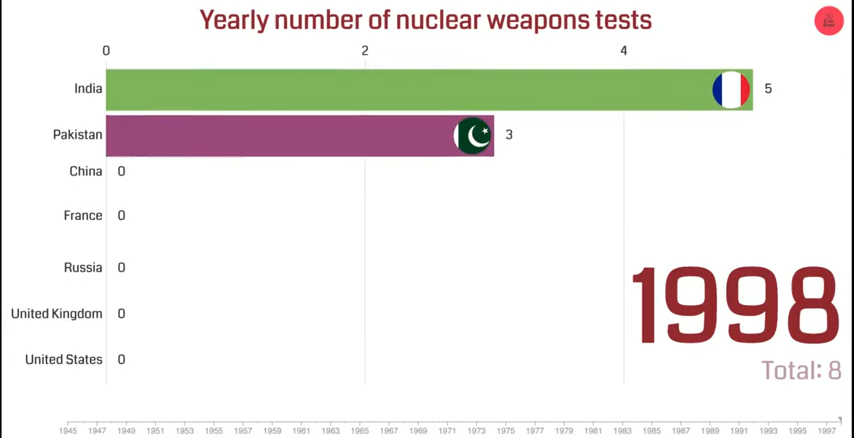 Yearly number of nuclear weapons tests
0 2 4
India 5
Pakistan 3
China 0
France 0
Russia 0
United Kingdom 0
United States 0
1998
Total: 8
1945 1947 1949 1951 1953 1955 1957 1959 1961 1963 1965 1967 1969 1971 1973 1975 1977 1979 1981 1983 1985 1987 1989 1991 1993 1995 1997